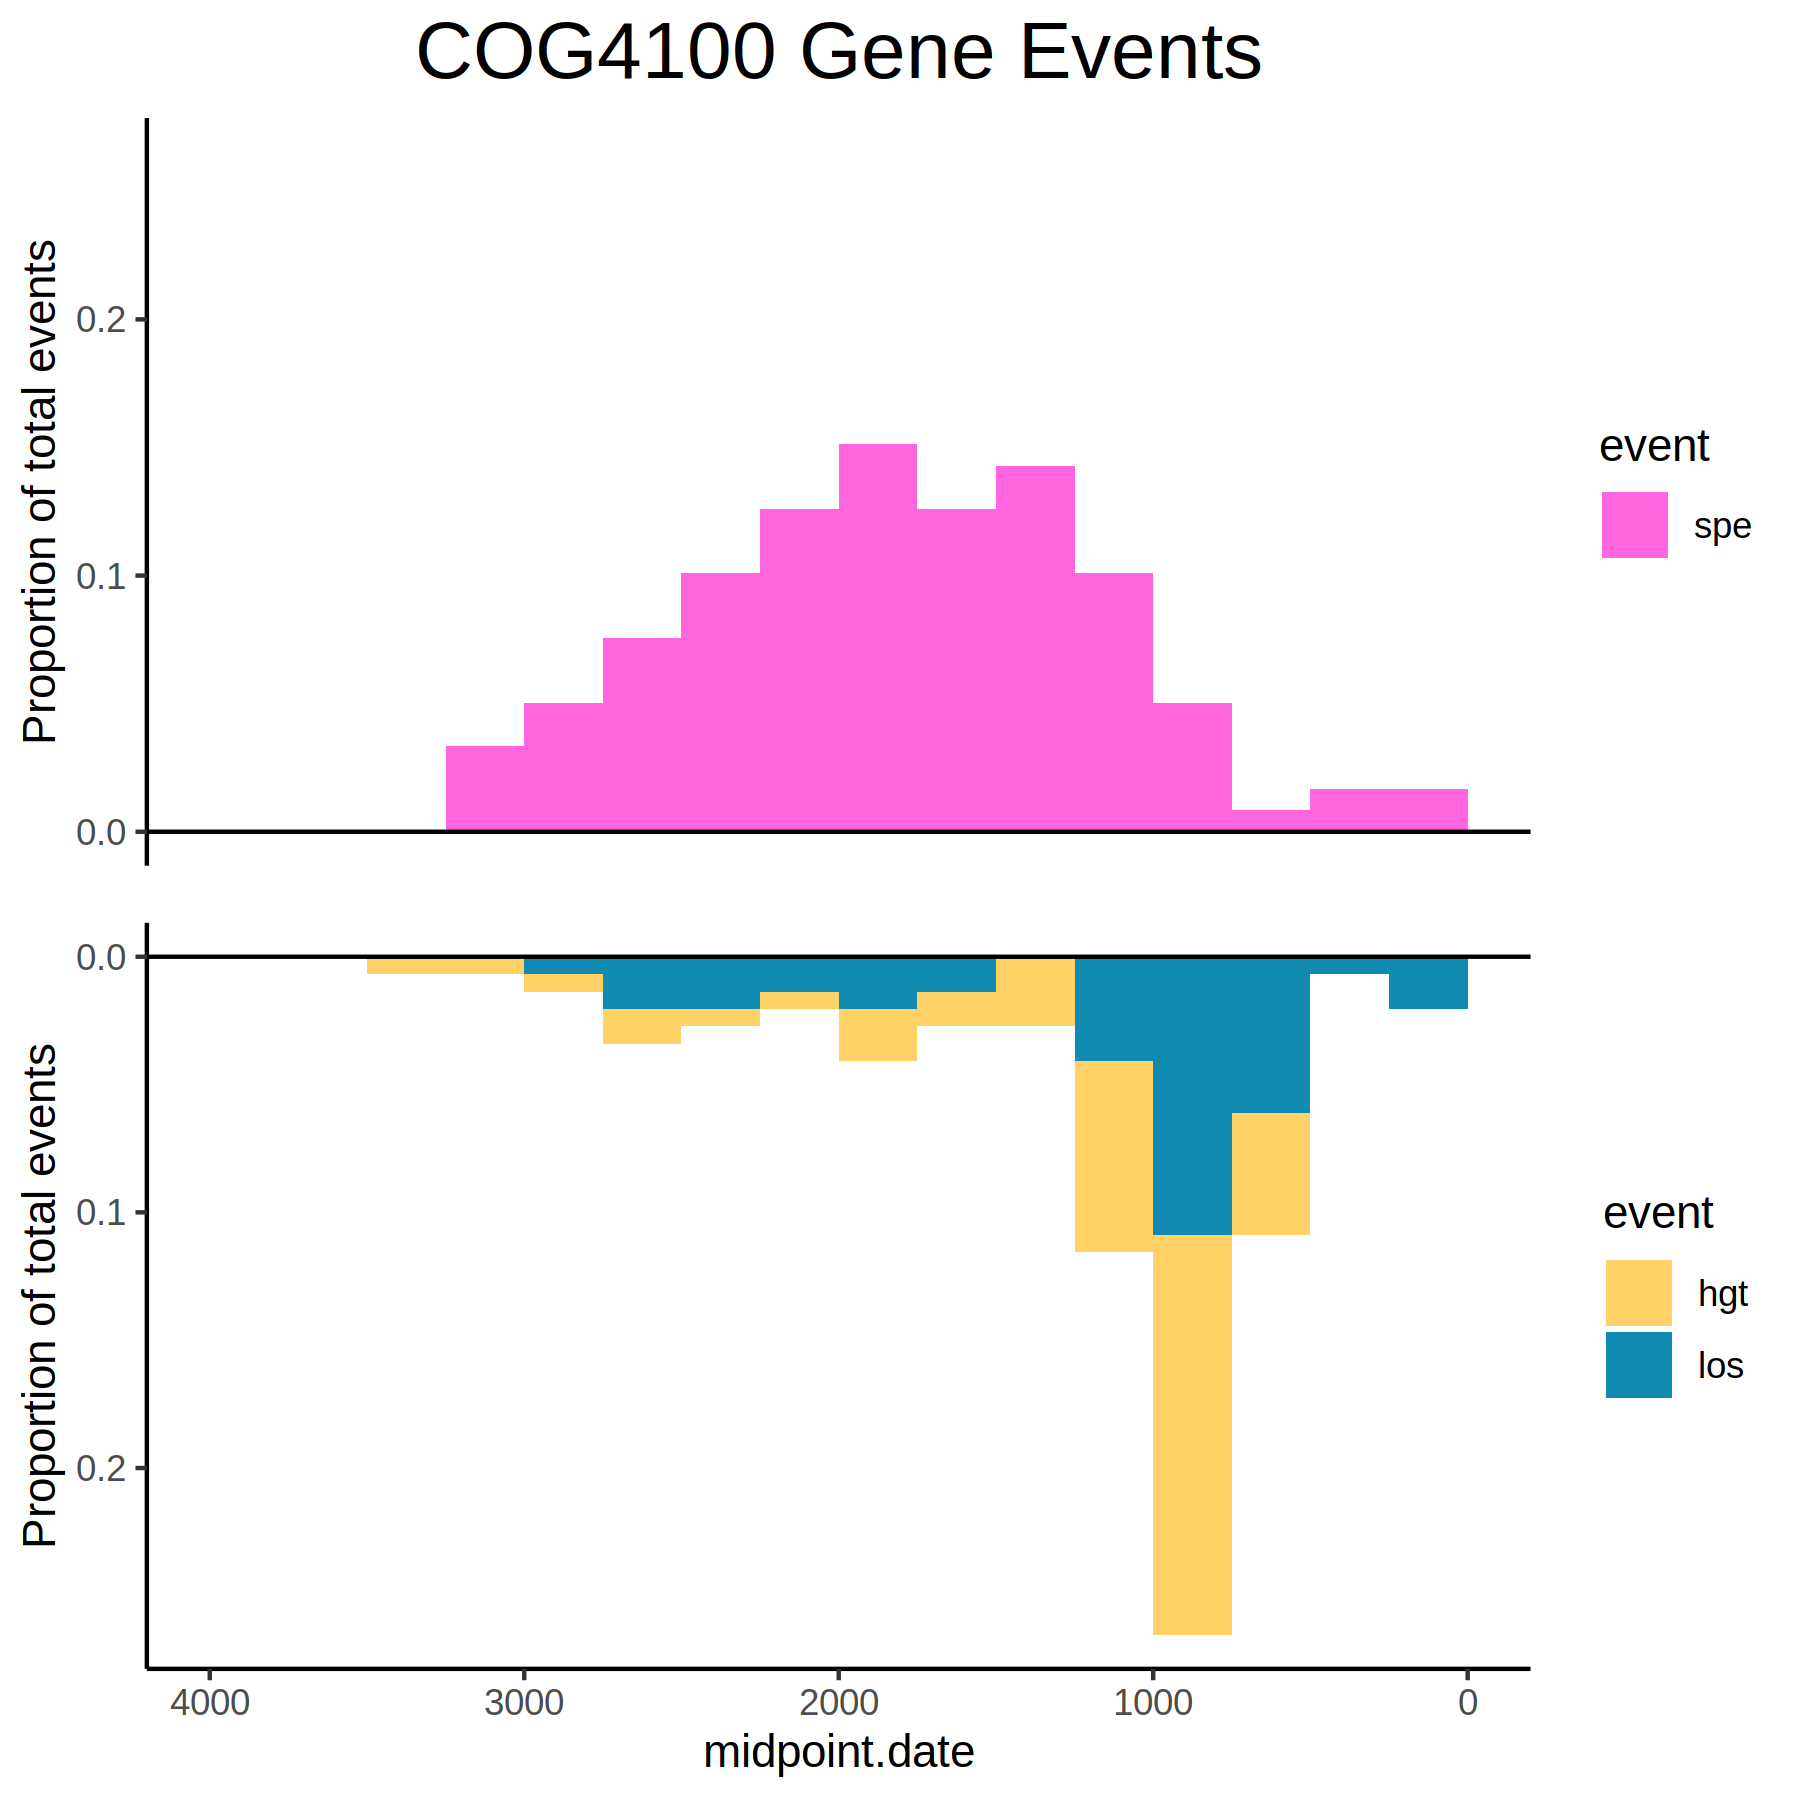 COG4100 Gene Events
Proportion of total events
0.2
0.1
0.0
event
spe
Proportion of total events
0.0
0.1
0.2
event
hgt
los
4000 3000 2000 1000 0
midpoint.date